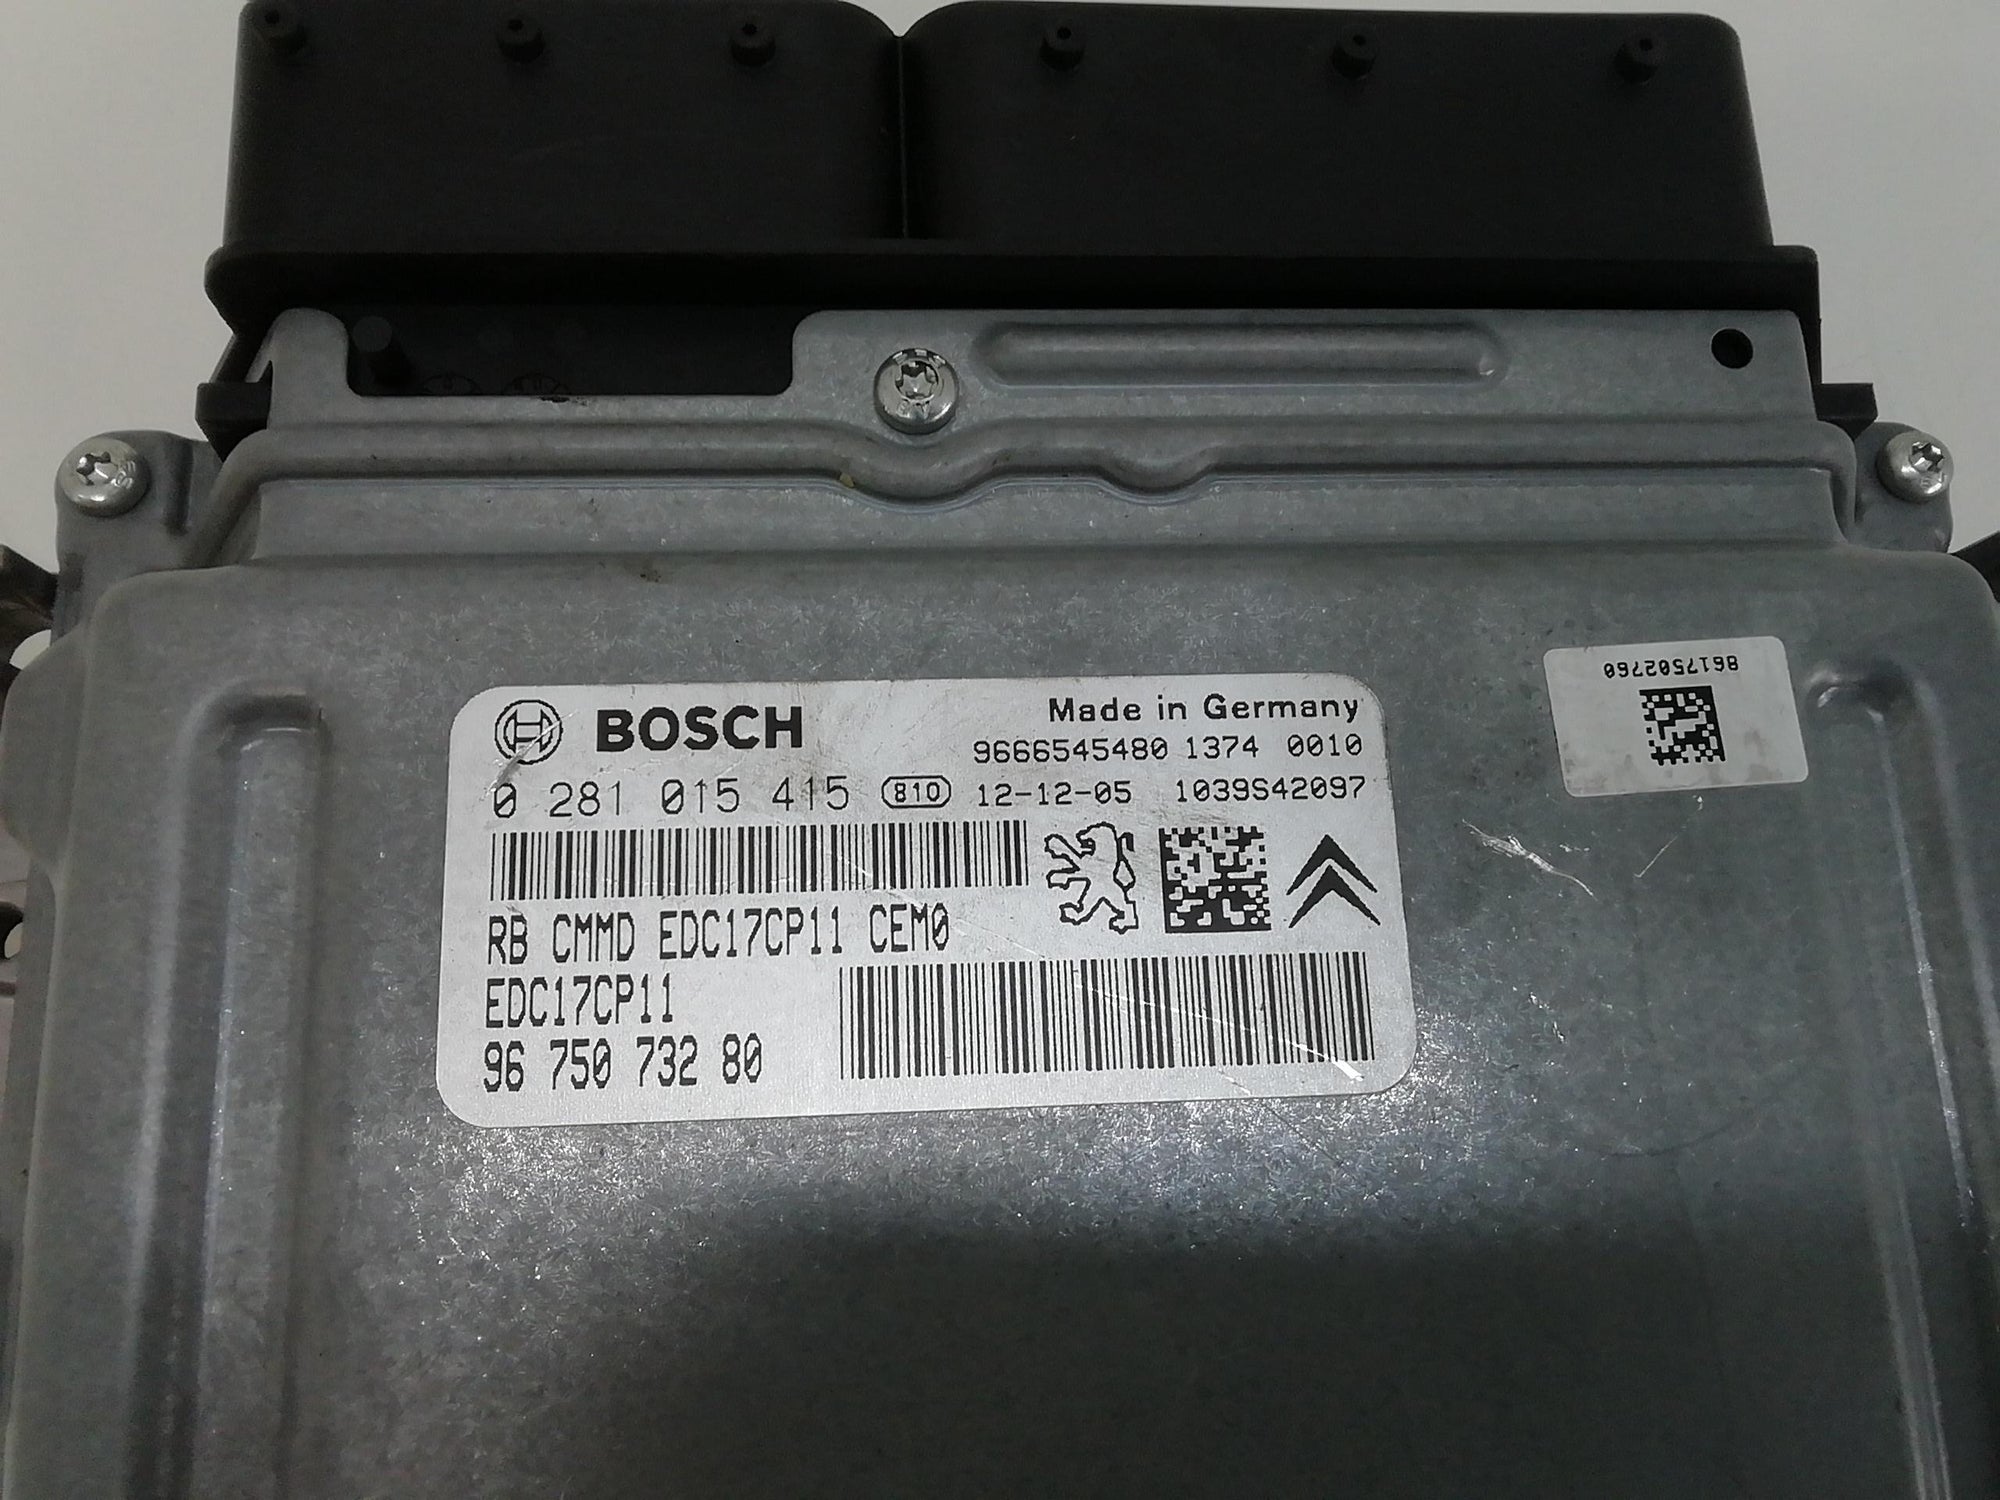 BOSCH
Made in Germany
9666545480 1374 0010
0 281 015 415 810 12-12-05 1039S42097
RB CMMD EDC17CP11 CEM0
EDC17CP11
96 750 732 80
8617502760